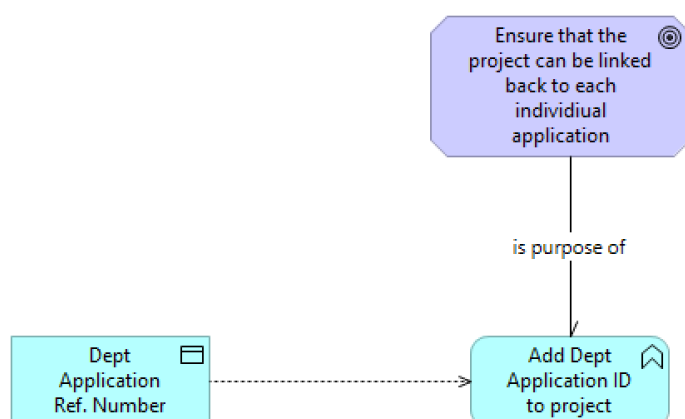 Ensure that the
project can be linked
back to each
individiual
application
is purpose of
Dept
Application
Ref. Number
Add Dept
Application ID
to project